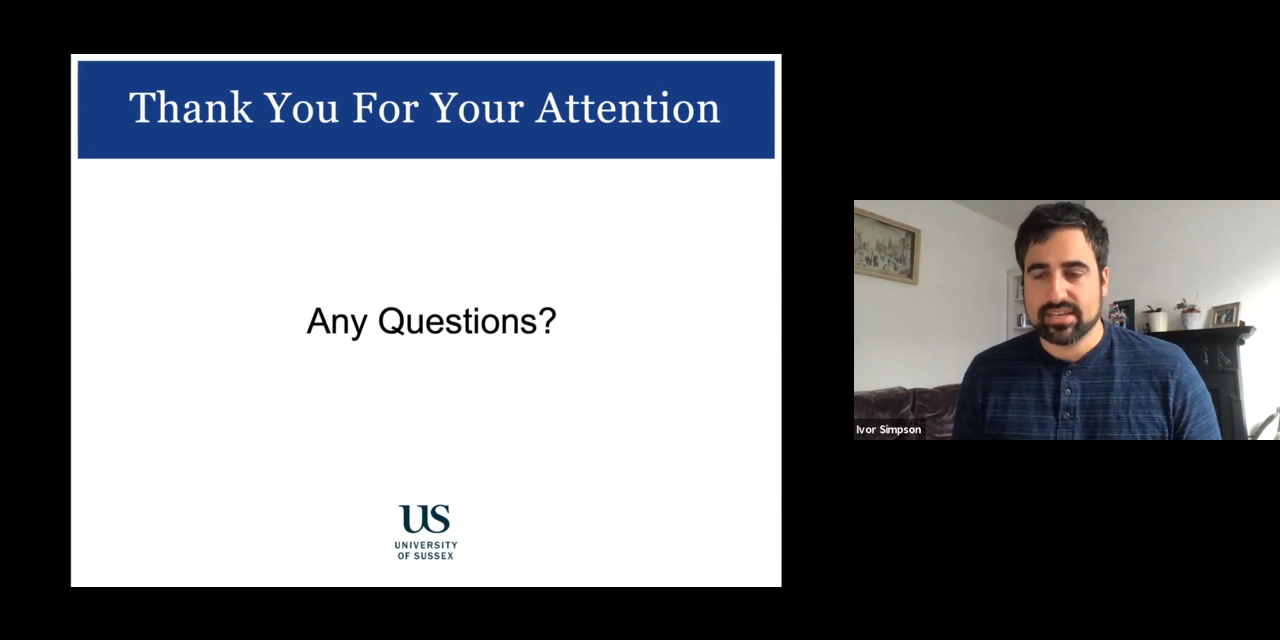 Thank You For Your Attention
Any Questions?
US
UNIVERSITY
OF SUSSEX
Ivor Simpson